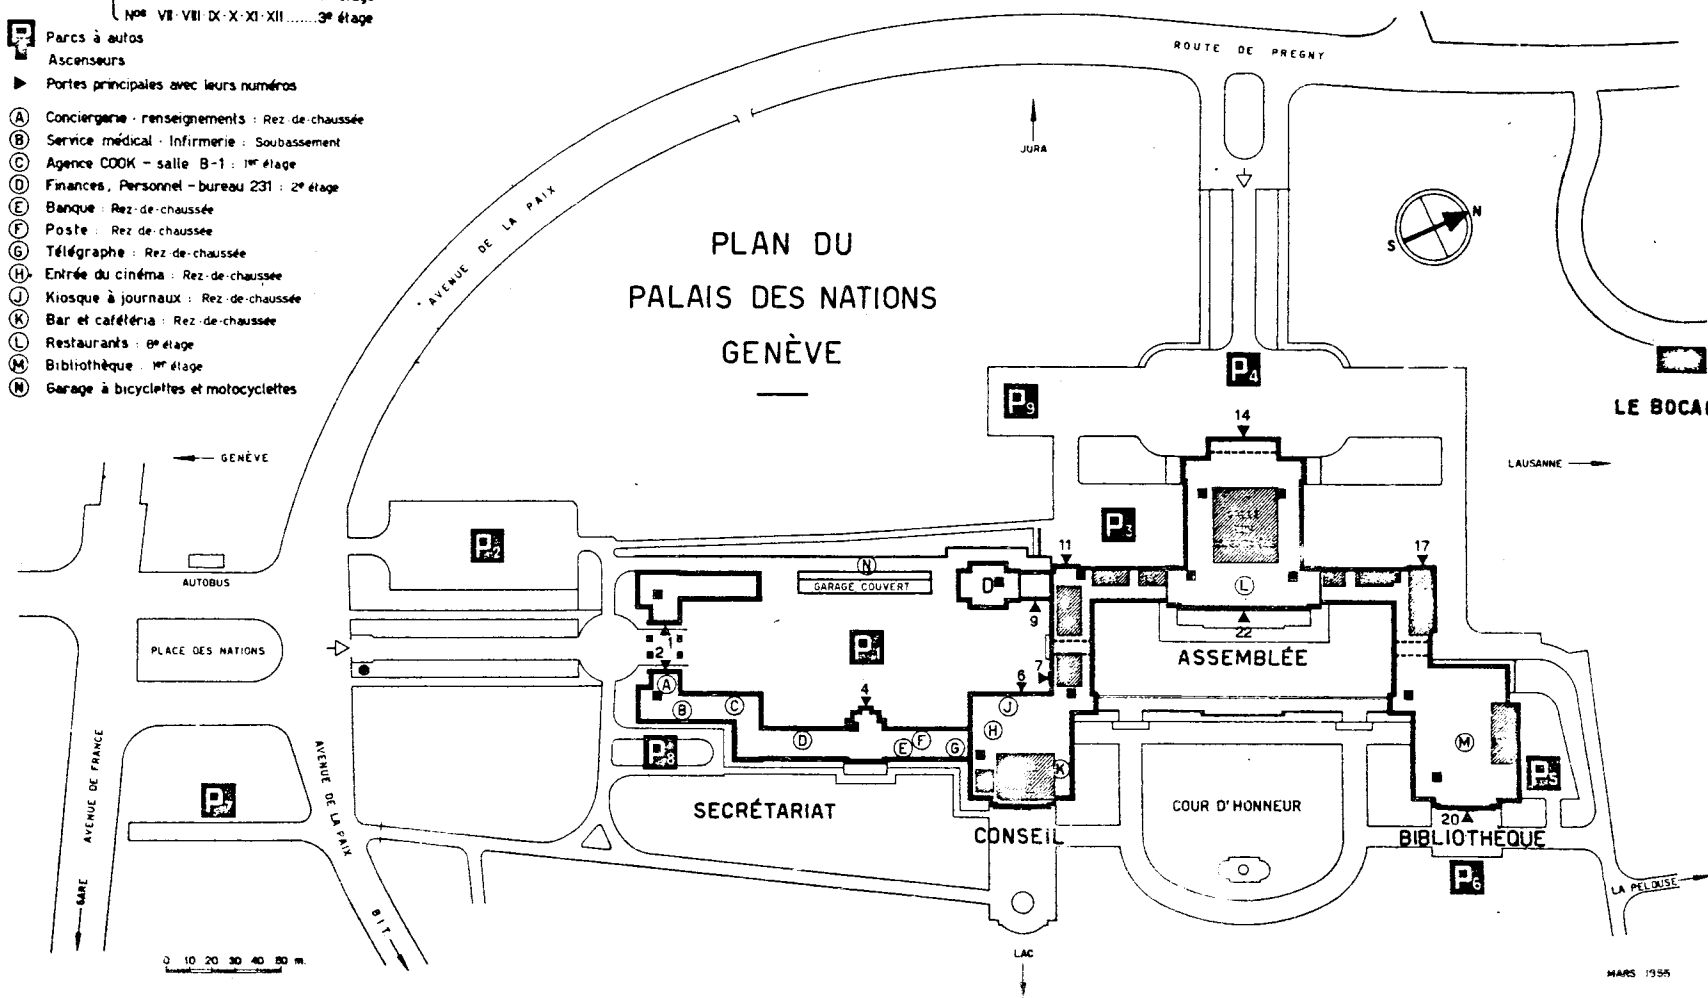 Nos VII·VIII·IX·X·XI·XII.......3e étage
P Parcs à autos
Ascenseurs
Portes principales avec leurs numéros
A Conciergerie · renseignements : Rez-de-chaussée
B Service médical · Infirmerie : Soubassement
C Agence COOK – salle B-1 : 1er étage
D Finances, Personnel – bureau 231 : 2e étage
E Banque : Rez-de-chaussée
F Poste : Rez de chaussée
G Télégraphe : Rez-de-chaussée
H Entrée du cinéma : Rez-de-chaussée
J Kiosque à journaux : Rez-de-chaussée
K Bar et cafétéria : Rez-de-chaussée
L Restaurants : 8e étage
M Bibliothèque : 1er étage
N Garage à bicyclettes et motocyclettes
ROUTE DE PREGNY
JURA
AVENUE DE LA PAIX
PLAN DU
PALAIS DES NATIONS
GENÈVE
S N
LE BOCA
P4
P9
14
GENÈVE
LAUSANNE
P2
P3
SALLE
11
17
AUTOBUS
N
GARAGE COUVERT
D
L
9
22
PLACE DES NATIONS
1
2
P1
ASSEMBLÉE
7
6
4
A
B
C
J
H
D
E
F
G
K
M
P8
P5
P7
AVENUE DE FRANCE
GARE
AVENUE DE LA PAIX
B.I.T.
SECRÉTARIAT
CONSEIL
COUR D'HONNEUR
20
BIBLIOTHÈQUE
P6
LA PELOUSE
LAC
0 10 20 30 40 50 m.
MARS 1955